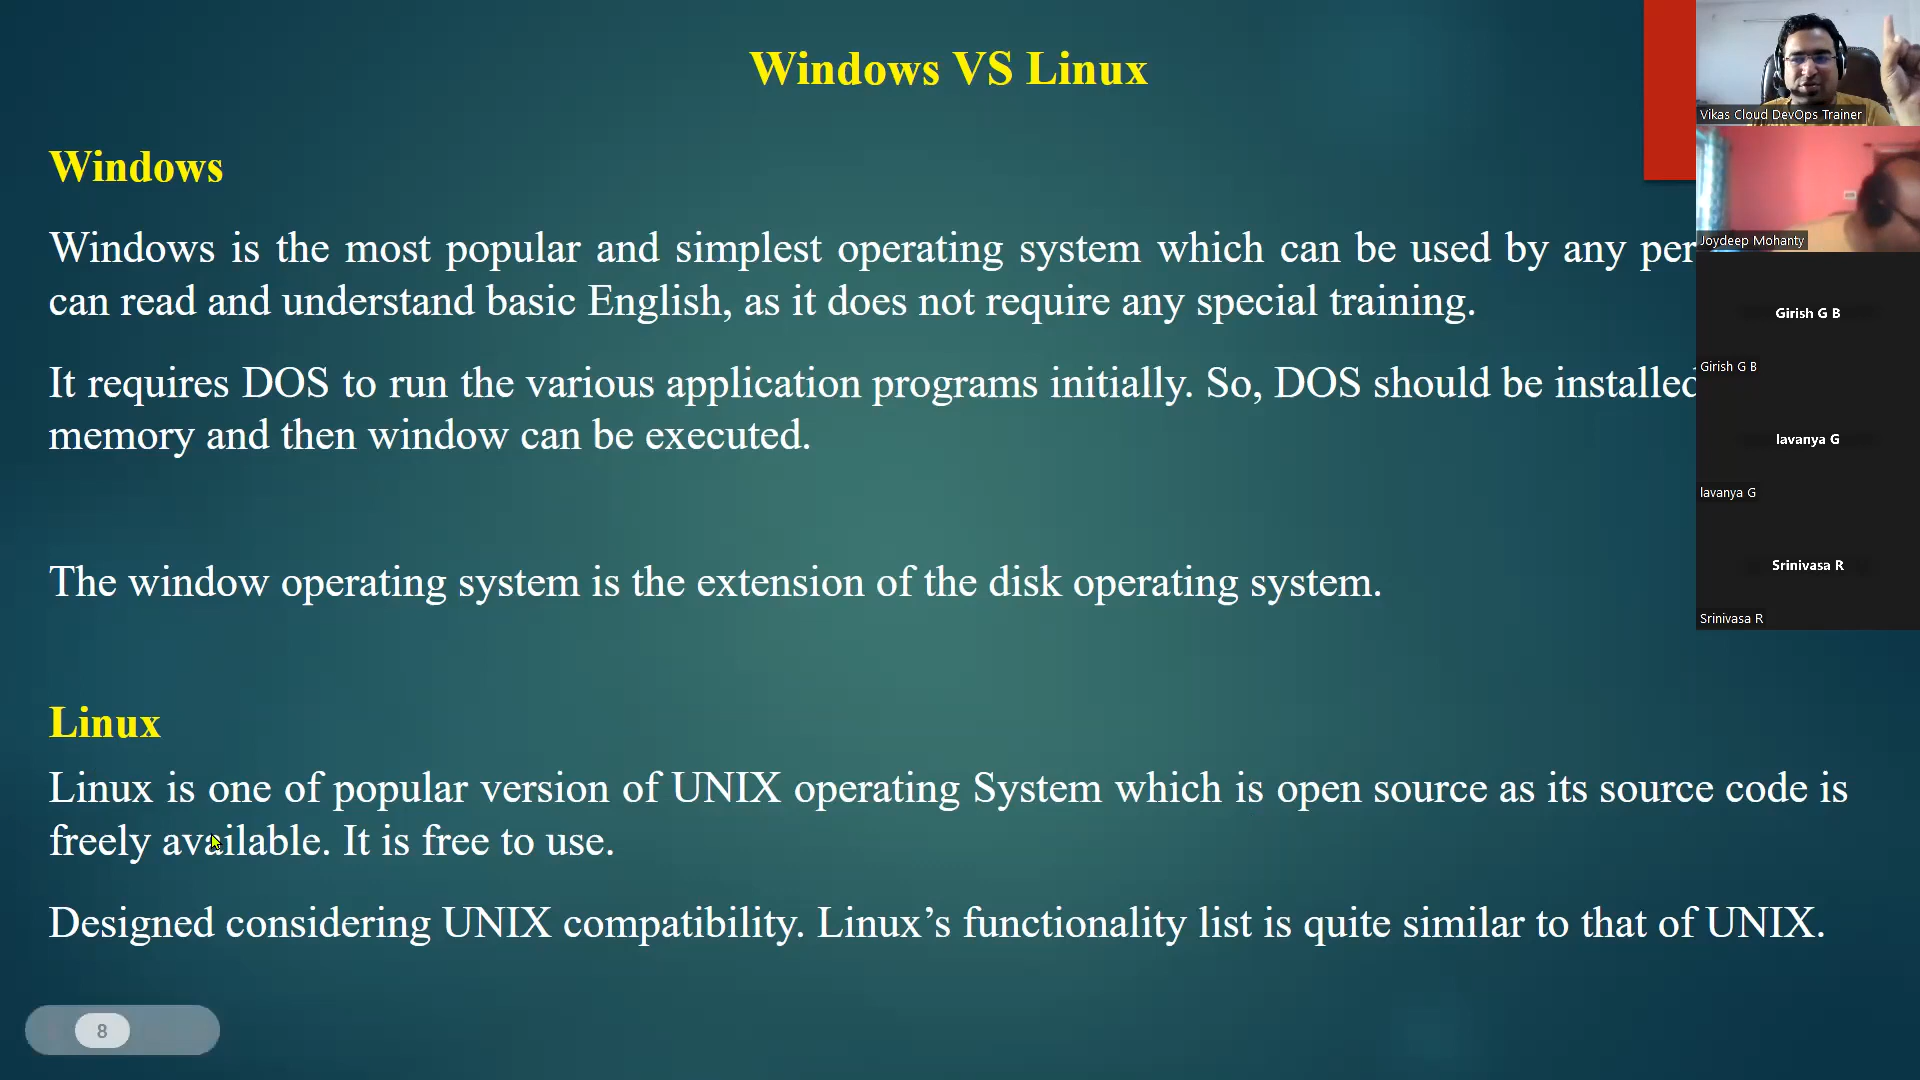 Windows VS Linux
Windows
Windows is the most popular and simplest operating system which can be used by any
can read and understand basic English, as it does not require any special training.
It requires DOS to run the various application programs initially. So, DOS should be installed
memory and then window can be executed.
The window operating system is the extension of the disk operating system.
Linux
Linux is one of popular version of UNIX operating System which is open source as its source code is
freely available. It is free to use.
Designed considering UNIX compatibility. Linux’s functionality list is quite similar to that of UNIX.
8
Vikas Cloud DevOps Trainer
Joydeep Mohanty
Girish G B
Girish G B
lavanya G
lavanya G
Srinivasa R
Srinivasa R